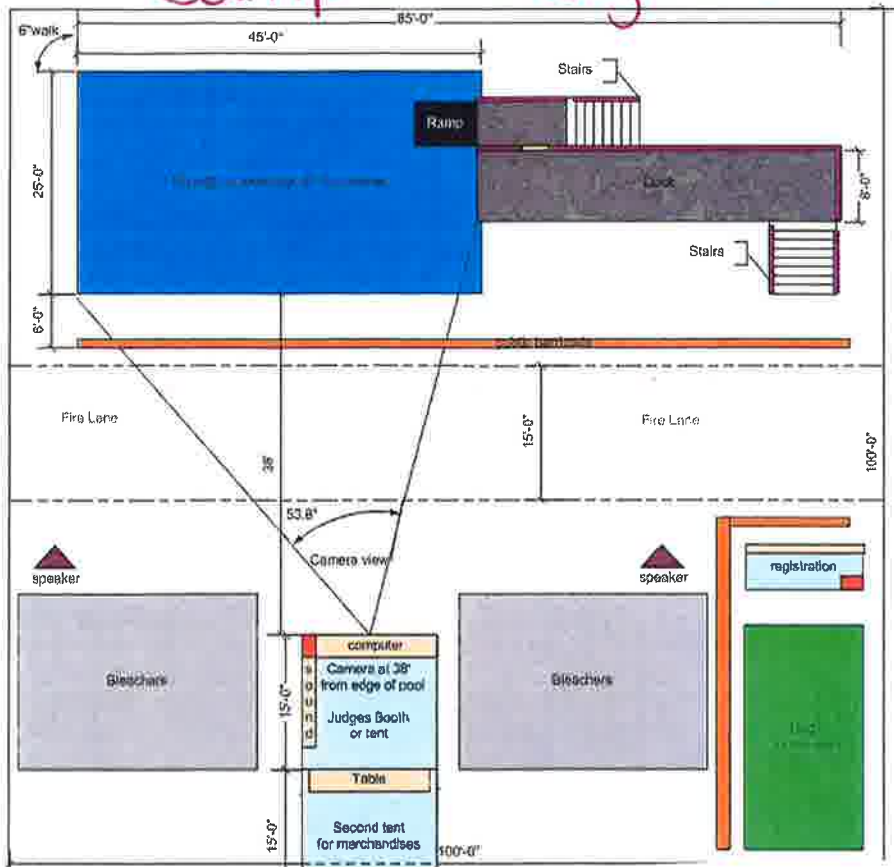 85'-0"
6"walk
45'-0"
Stairs
Ramp
25'-0"
Dock
8'-0"
Stairs
6'-0"
public barricade
Fire Lane
15'-0"
Fire Lane
100'-0"
38'
53.8°
Camera view
speaker
speaker
registration
computer
Bleachers
sound
Camera at 38'
from edge of pool
Judges Booth
or tent
15'-0"
Bleachers
Table
Second tent
for merchandises
15'-0"
100'-0"